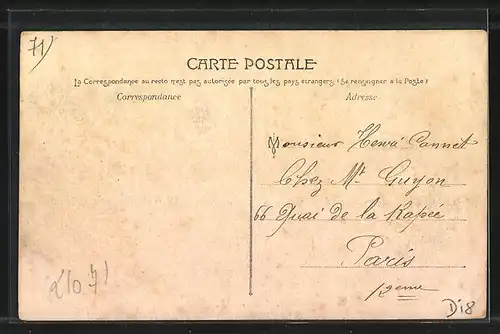 71)
CARTE POSTALE
La Correspondance au recto n'est pas autorisée par tous les pays étrangers (Se renseigner à la Poste)
Correspondance
Adresse
Monsieur Hervé Pannet
Chez Mr Guyon
66 Quai de la Rapée
Paris
12eme
D18